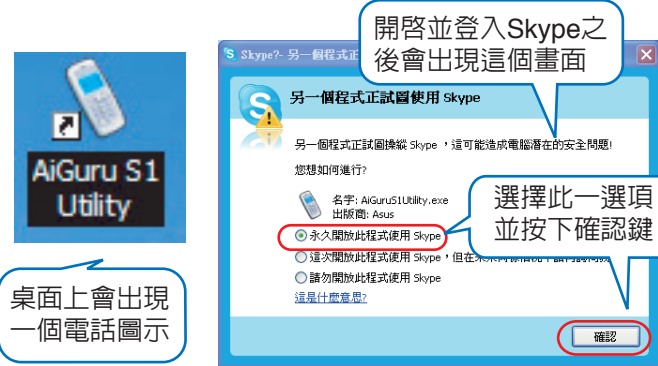 AiGuru S1
Utility
桌面上會出現
一個電話圖示
開啓並登入Skype之
後會出現這個畫面
Skype?- 另一個程式正
另一個程式正試圖使用 Skype
另一個程式正試圖操縱 Skype ，這可能造成電腦潛在的安全問題!
您想如何進行?
名字: AiGuruS1Utility.exe
出版商: Asus
選擇此一選項
並按下確認鍵
永久開放此程式使用 Skype
這次開放此程式使用 Skype，但在未
請勿開放此程式使用 Skype
這是什麼意思?
確認